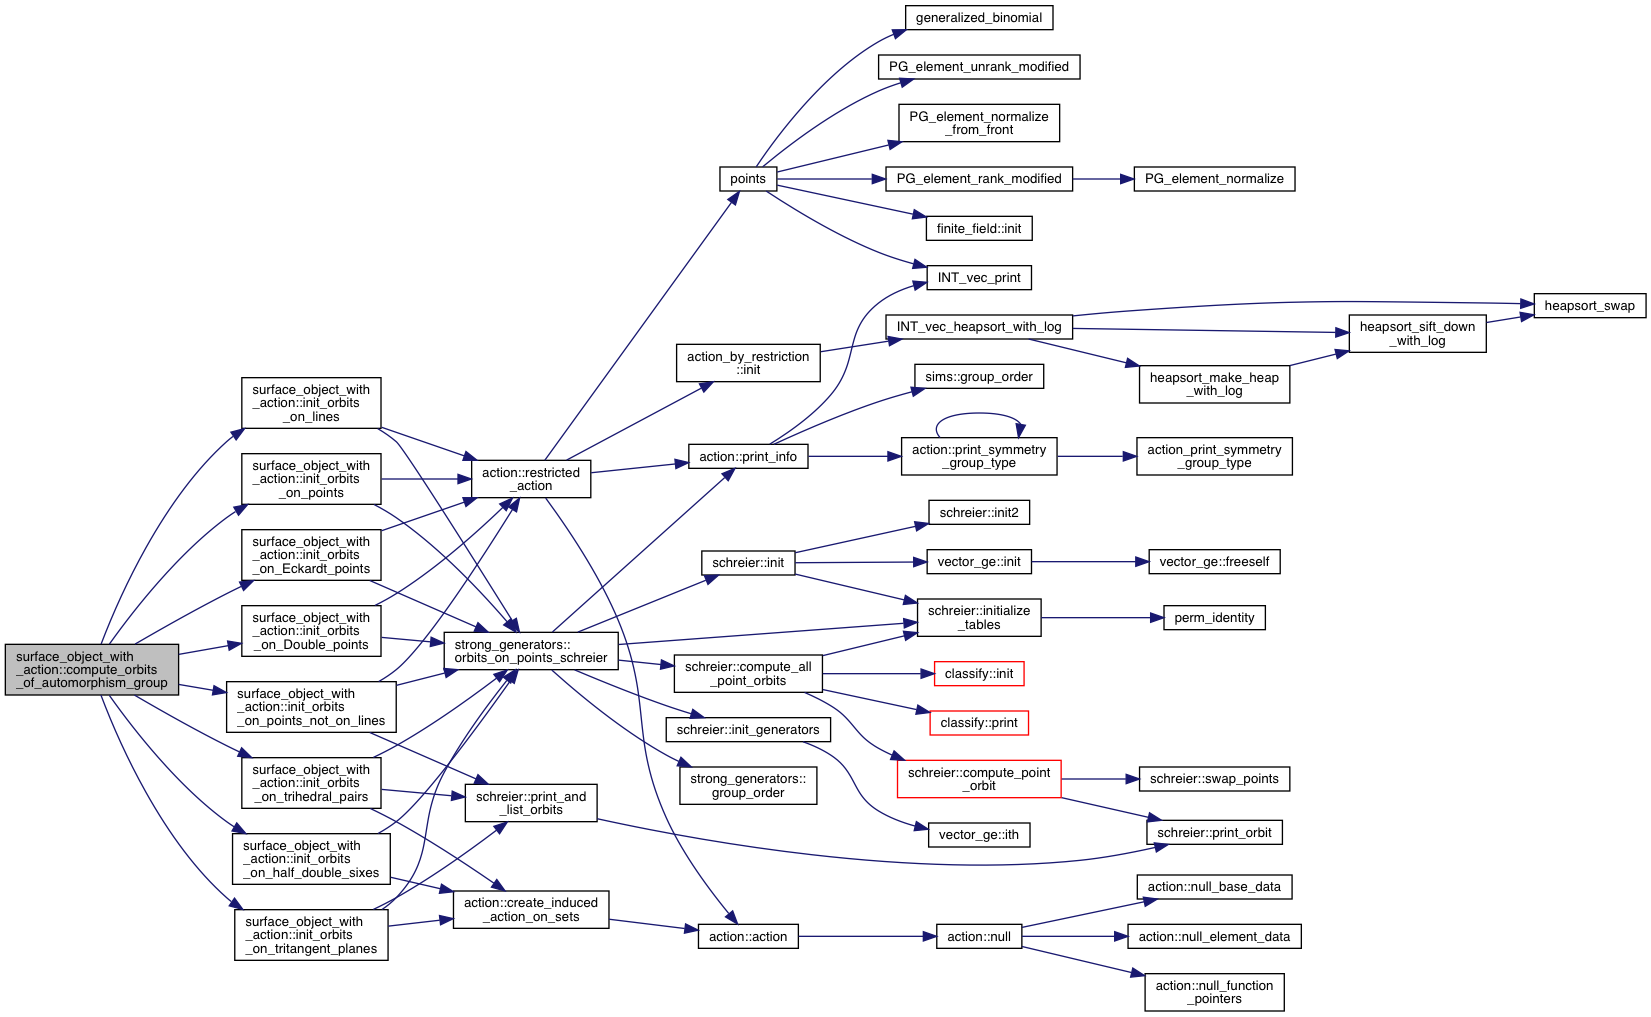 surface_object_with
_action::compute_orbits
_of_automorphism_group
surface_object_with
_action::init_orbits
_on_lines
surface_object_with
_action::init_orbits
_on_points
surface_object_with
_action::init_orbits
_on_Eckardt_points
surface_object_with
_action::init_orbits
_on_Double_points
surface_object_with
_action::init_orbits
_on_points_not_on_lines
surface_object_with
_action::init_orbits
_on_trihedral_pairs
surface_object_with
_action::init_orbits
_on_half_double_sixes
surface_object_with
_action::init_orbits
_on_tritangent_planes
action::restricted
_action
strong_generators::
orbits_on_points_schreier
schreier::print_and
_list_orbits
action::create_induced
_action_on_sets
points
action_by_restriction
::init
action::print_info
schreier::init
schreier::compute_all
_point_orbits
schreier::init_generators
strong_generators::
group_order
action::action
generalized_binomial
PG_element_unrank_modified
PG_element_normalize
_from_front
PG_element_rank_modified
finite_field::init
INT_vec_print
INT_vec_heapsort_with_log
sims::group_order
action::print_symmetry
_group_type
schreier::init2
vector_ge::init
schreier::initialize
_tables
classify::init
classify::print
schreier::compute_point
_orbit
vector_ge::ith
action::null
PG_element_normalize
heapsort_make_heap
_with_log
action_print_symmetry
_group_type
vector_ge::freeself
perm_identity
schreier::swap_points
schreier::print_orbit
action::null_base_data
action::null_element_data
action::null_function
_pointers
heapsort_sift_down
_with_log
heapsort_swap